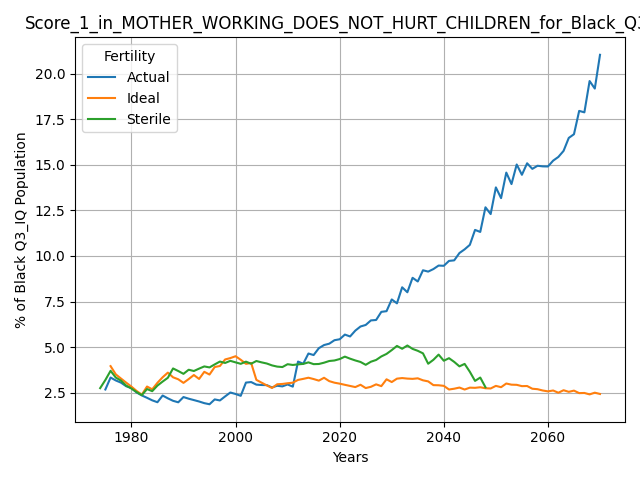 Score_1_in_MOTHER_WORKING_DOES_NOT_HURT_CHILDREN_for_Black_Q3
Fertility
Actual
Ideal
Sterile
% of Black Q3_IQ Population
20.0
17.5
15.0
12.5
10.0
7.5
5.0
2.5
1980 2000 2020 2040 2060
Years